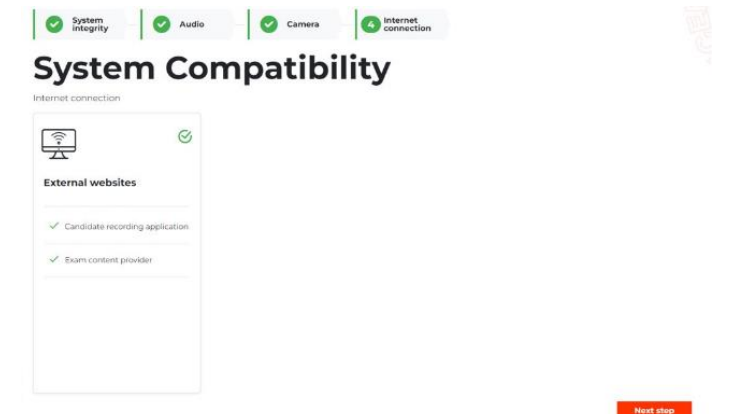 System
integrity
Audio
Camera
4
Internet
connection
System Compatibility
Internet connection
External websites
Candidate recording application
Exam content provider
Next step